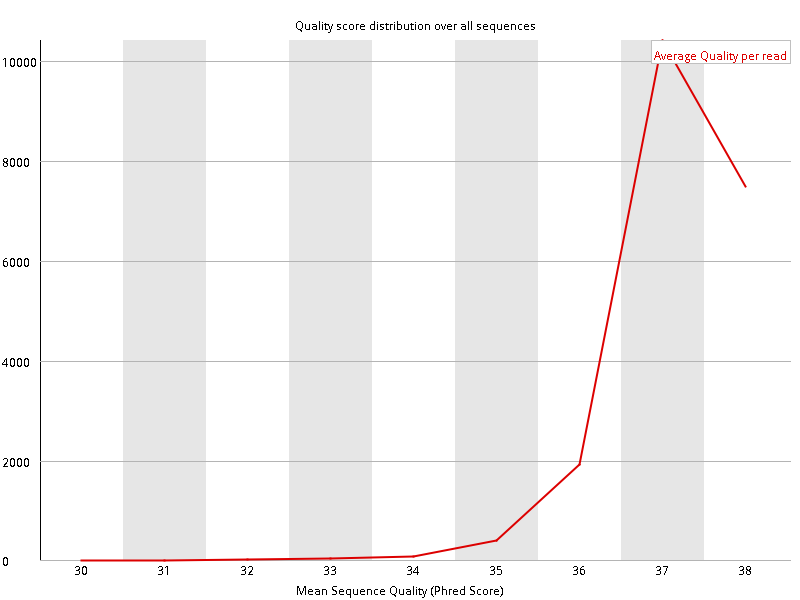 Quality score distribution over all sequences
Average Quality per read
10000
8000
6000
4000
2000
0
30 31 32 33 34 35 36 37 38
Mean Sequence Quality (Phred Score)